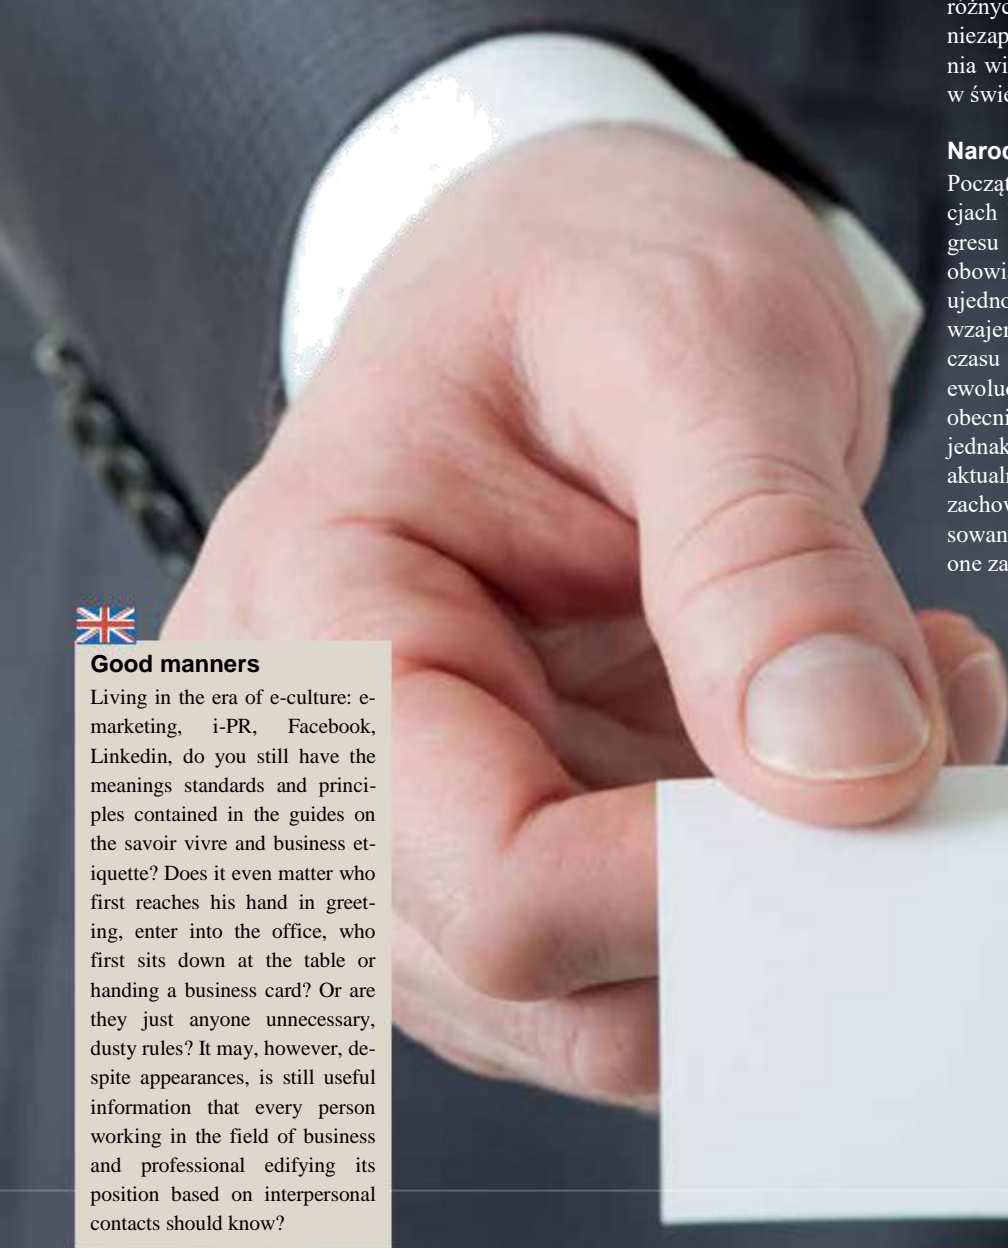 różnyc
niezap
nia wi
w świe
Narod
Począt
cjach
gresu
obowi
ujedno
wzajem
czasu
ewoluc
obecni
jednak
aktualn
zachow
sowan
one za
Good manners
Living in the era of e-culture: e-
marketing, i-PR, Facebook,
Linkedin, do you still have the
meanings standards and princi-
ples contained in the guides on
the savoir vivre and business et-
iquette? Does it even matter who
first reaches his hand in greet-
ing, enter into the office, who
first sits down at the table or
handing a business card? Or are
they just anyone unnecessary,
dusty rules? It may, however, de-
spite appearances, is still useful
information that every person
working in the field of business
and professional edifying its
position based on interpersonal
contacts should know?